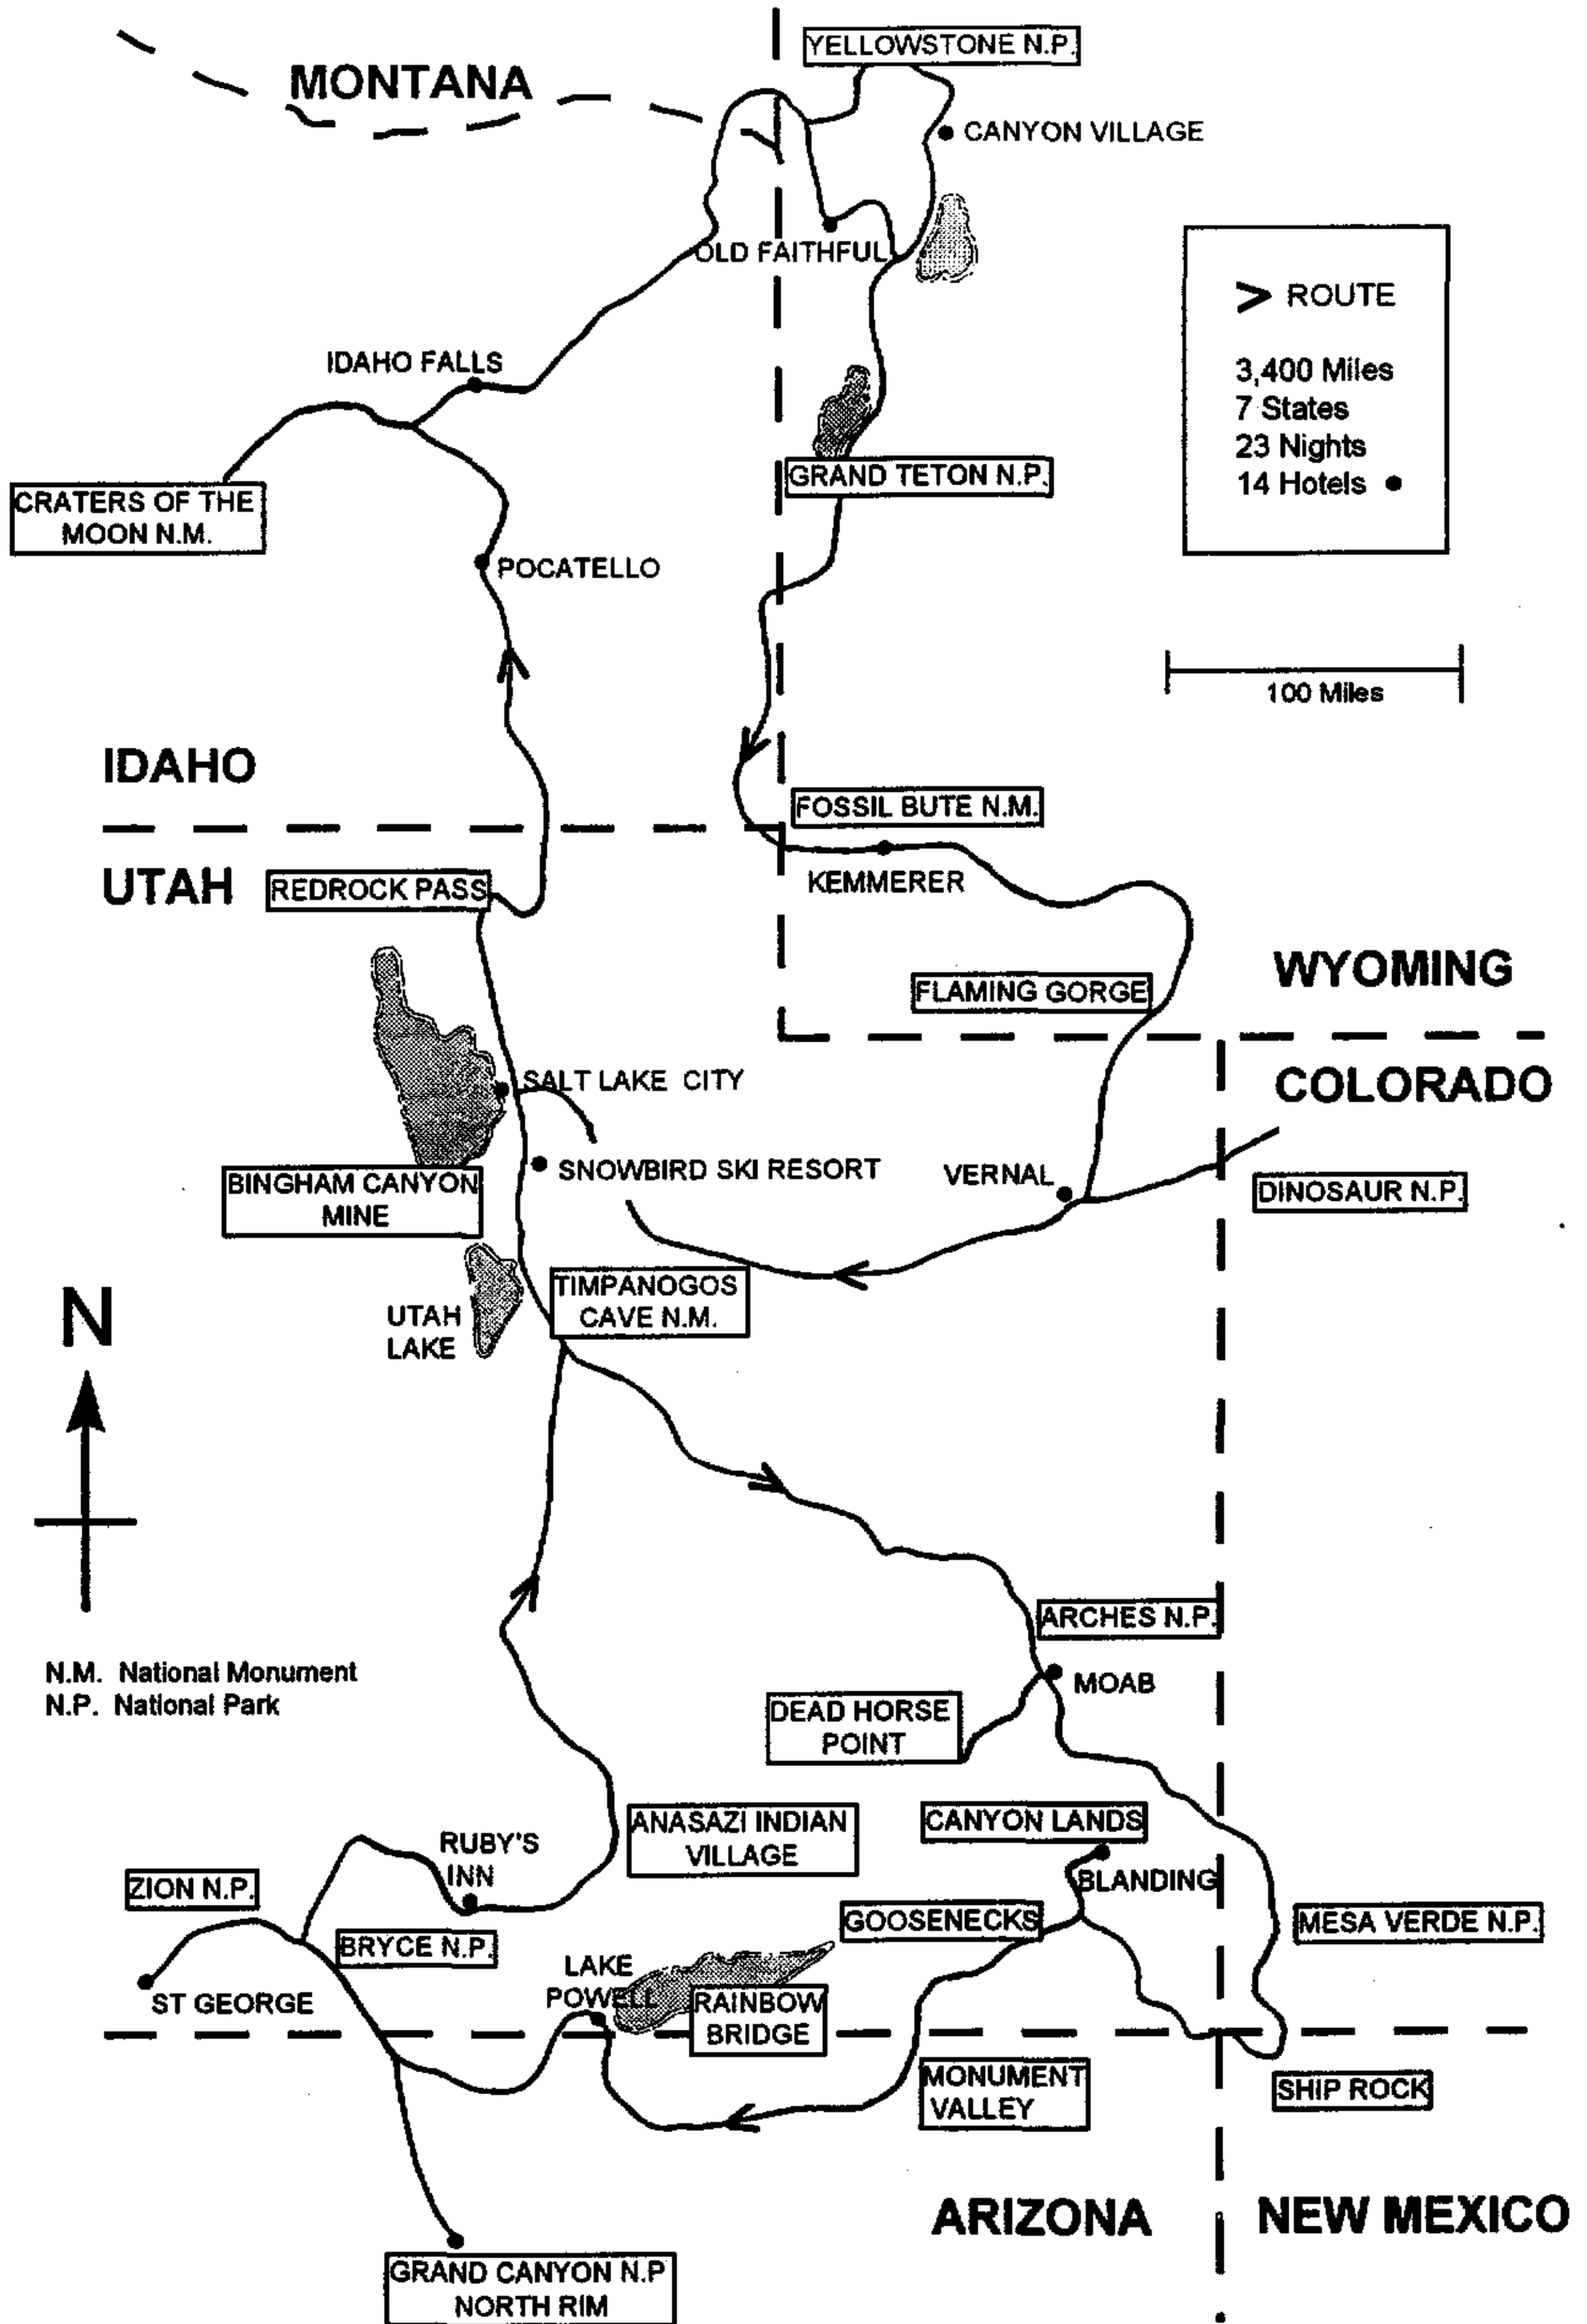 YELLOWSTONE N.P.
MONTANA
CANYON VILLAGE
OLD FAITHFUL
> ROUTE
3,400 Miles
7 States
23 Nights
14 Hotels ●
IDAHO FALLS
GRAND TETON N.P.
CRATERS OF THE
MOON N.M.
POCATELLO
100 Miles
IDAHO
FOSSIL BUTE N.M.
UTAH
REDROCK PASS
KEMMERER
WYOMING
FLAMING GORGE
SALT LAKE CITY
COLORADO
SNOWBIRD SKI RESORT
VERNAL
BINGHAM CANYON
MINE
DINOSAUR N.P.
N
UTAH
LAKE
TIMPANOGOS
CAVE N.M.
ARCHES N.P.
N.M. National Monument
N.P. National Park
MOAB
DEAD HORSE
POINT
ANASAZI INDIAN
VILLAGE
CANYON LANDS
RUBY'S
INN
BLANDING
ZION N.P.
GOOSENECKS
MESA VERDE N.P.
BRYCE N.P.
LAKE
POWELL
ST GEORGE
RAINBOW
BRIDGE
MONUMENT
VALLEY
SHIP ROCK
ARIZONA
NEW MEXICO
GRAND CANYON N.P
NORTH RIM